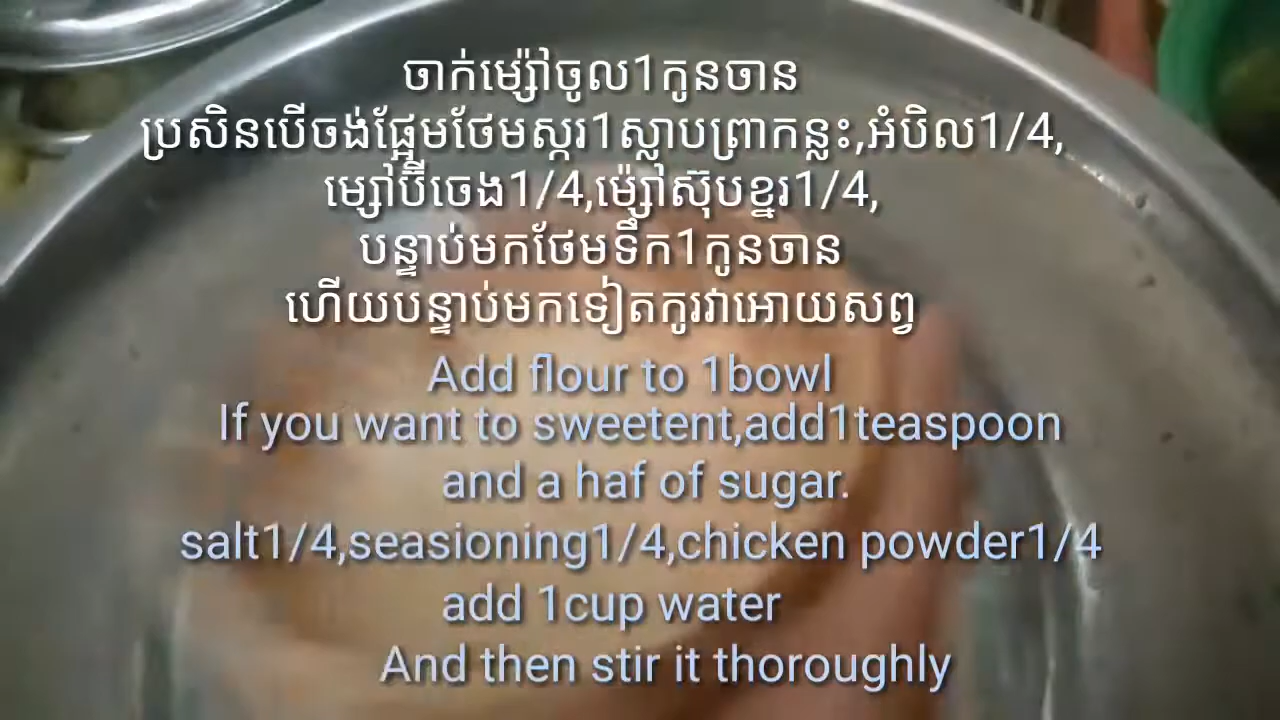 ចាក់ម្ស៉ៅចូល1កូនចាន
ប្រសិនបើចង់ផ្អែមថែមស្ករ1ស្លាបព្រាកន្លះ,អំបិល1/4,
ម្សៅប៊ីចេង1/4,ម្ស៉ៅស៊ុបខ្នរ1/4,
បន្ទាប់មកថែមទឹក1កូនចាន
ហើយបន្ទាប់មកទៀតកូរវាអោយសព្វ
Add flour to 1bowl
If you want to sweetent,add1teaspoon
and a haf of sugar.
salt1/4,seasioning1/4,chicken powder1/4
add 1cup water
And then stir it thoroughly